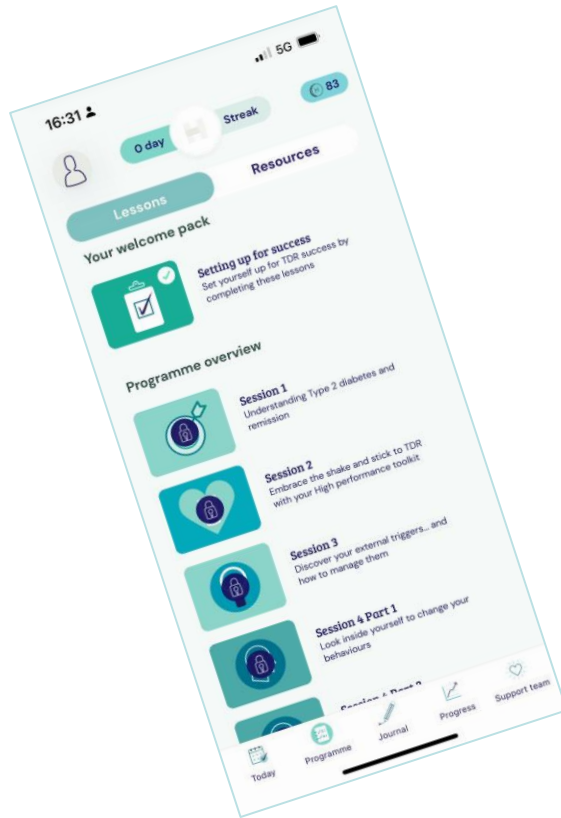 16:31
5G
0 day
Streak
83
Lessons
Resources
Your welcome pack
Setting up for success
Set yourself up for TDR success by
completing these lessons
Programme overview
Session 1
Understanding Type 2 diabetes and
remission
Session 2
Embrace the shake and stick to TDR
with your High performance toolkit
Session 3
Discover your external triggers... and
how to manage them
Session 4 Part 1
Look inside yourself to change your
behaviours
Today
Programme
Journal
Progress
Support team